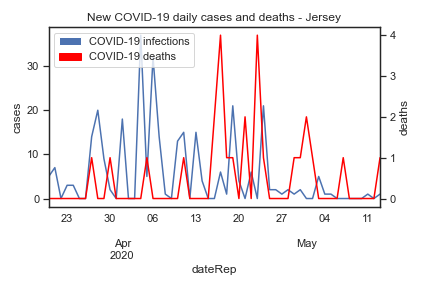 New COVID-19 daily cases and deaths - Jersey
COVID-19 infections
COVID-19 deaths
30
20
10
0
cases
4
3
2
1
0
deaths
23 30 06 13 20 27 04 11
Apr May
2020
dateRep